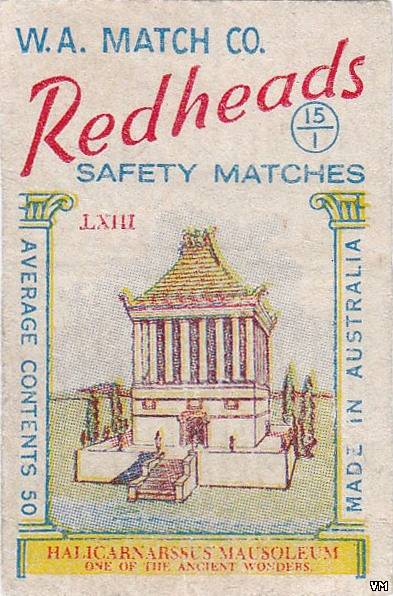 W.A. MATCH CO.
Redheads
15
1
SAFETY MATCHES
LXIII
AVERAGE CONTENTS 50
MADE IN AUSTRALIA
HALICARNARSSUS' MAUSOLEUM
ONE OF THE ANCIENT WONDERS.
VM